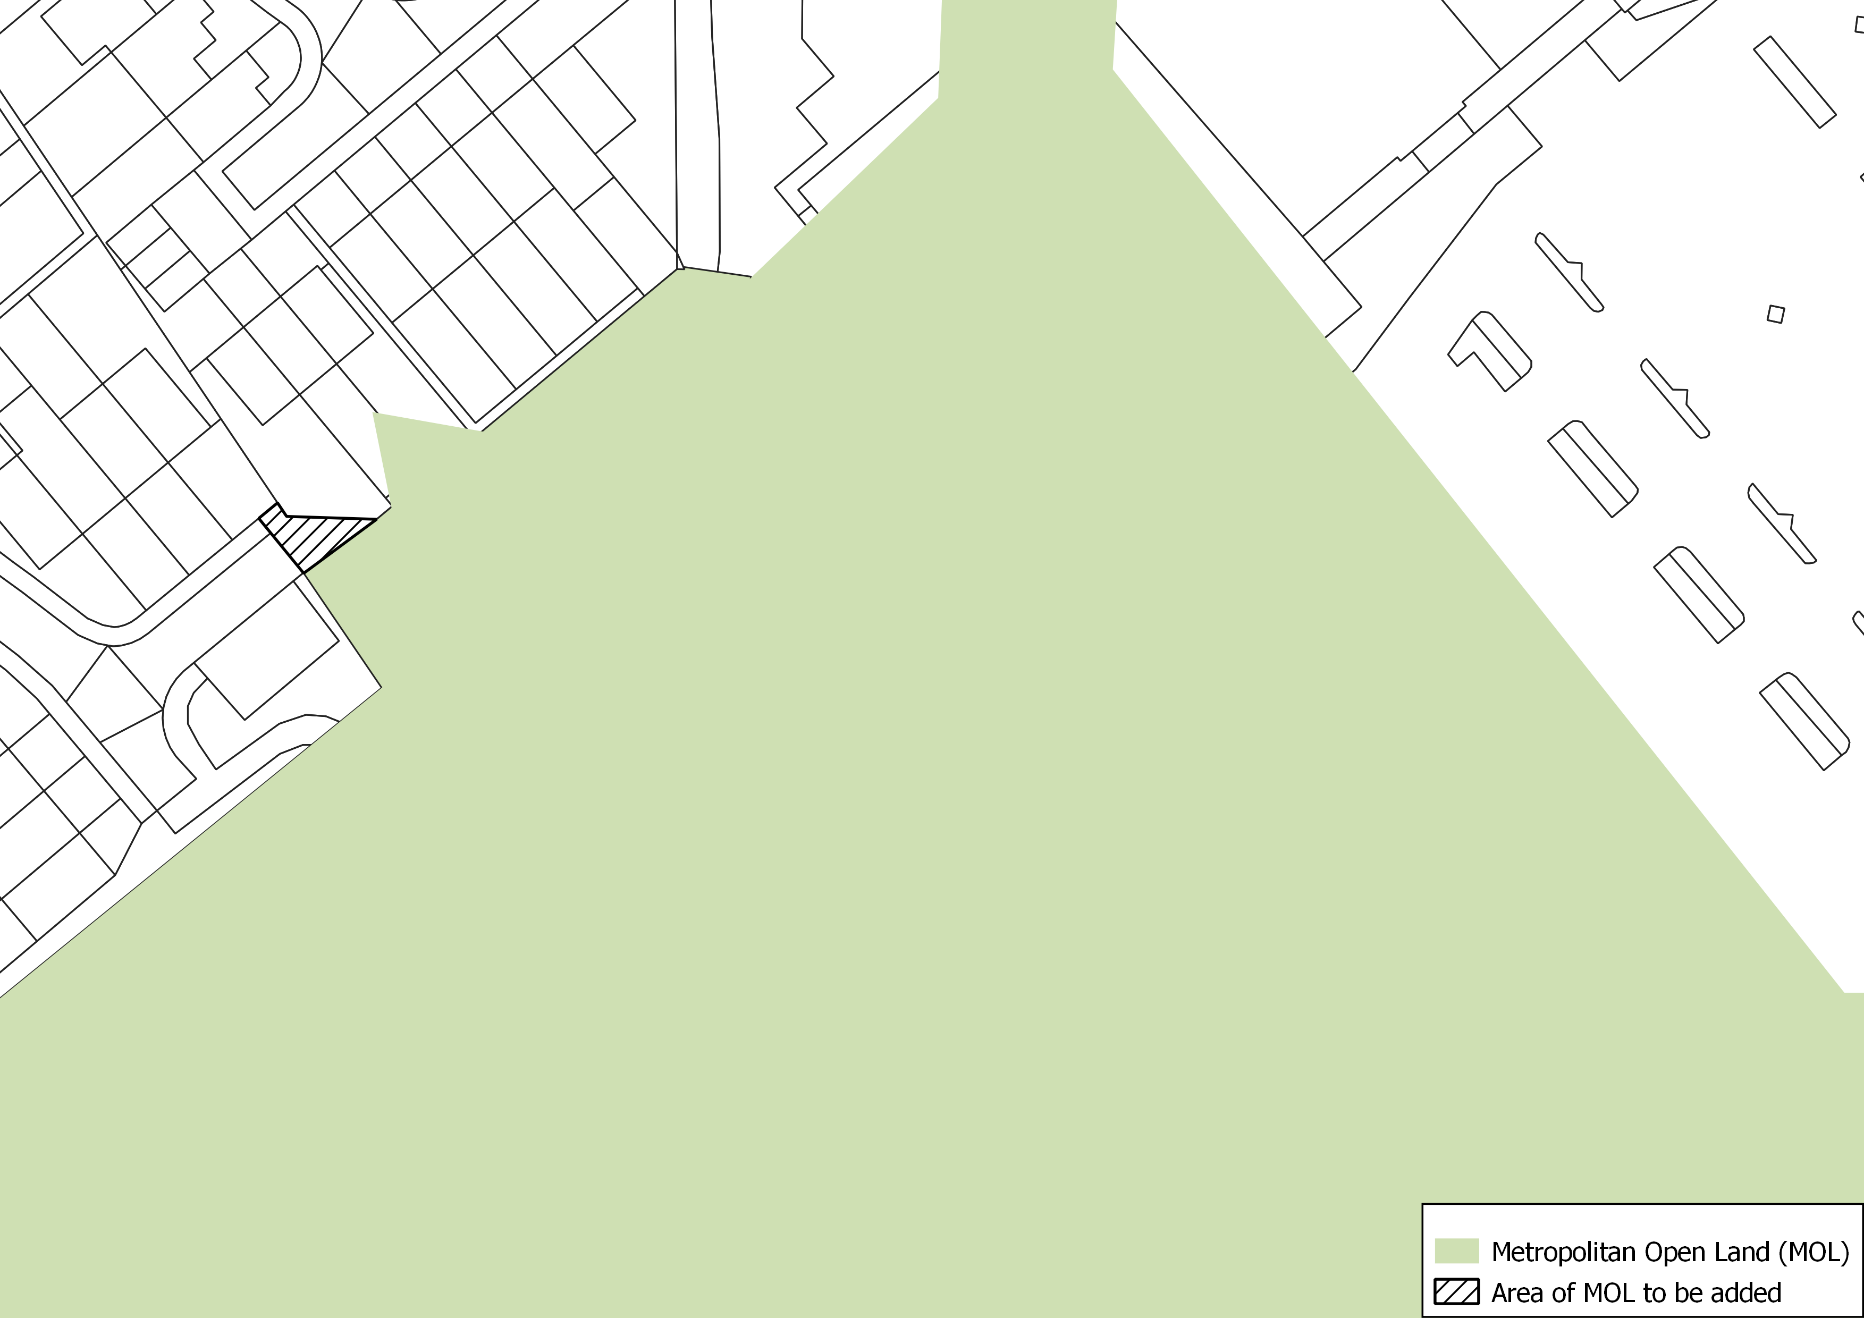 Metropolitan Open Land (MOL)
Area of MOL to be added